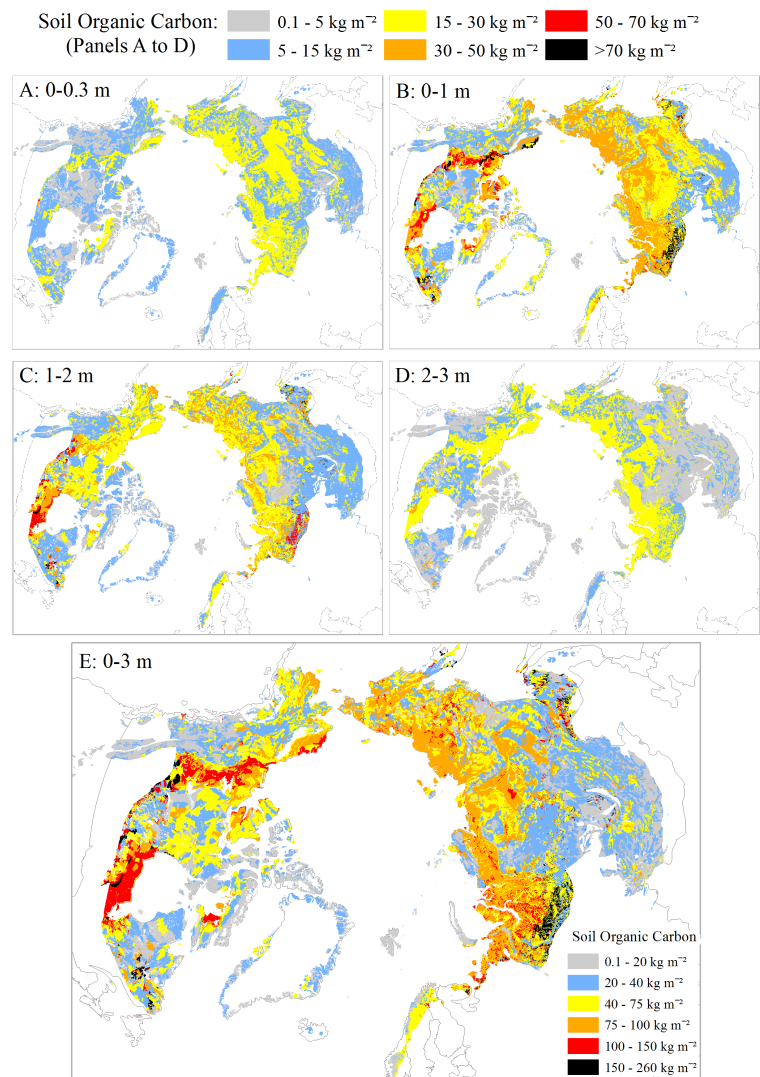 Soil Organic Carbon:
(Panels A to D)
0.1 - 5 kg m⁻²
15 - 30 kg m⁻²
50 - 70 kg m⁻²
5 - 15 kg m⁻²
30 - 50 kg m⁻²
>70 kg m⁻²
A: 0-0.3 m
B: 0-1 m
C: 1-2 m
D: 2-3 m
E: 0-3 m
Soil Organic Carbon
0.1 - 20 kg m⁻²
20 - 40 kg m⁻²
40 - 75 kg m⁻²
75 - 100 kg m⁻²
100 - 150 kg m⁻²
150 - 260 kg m⁻²